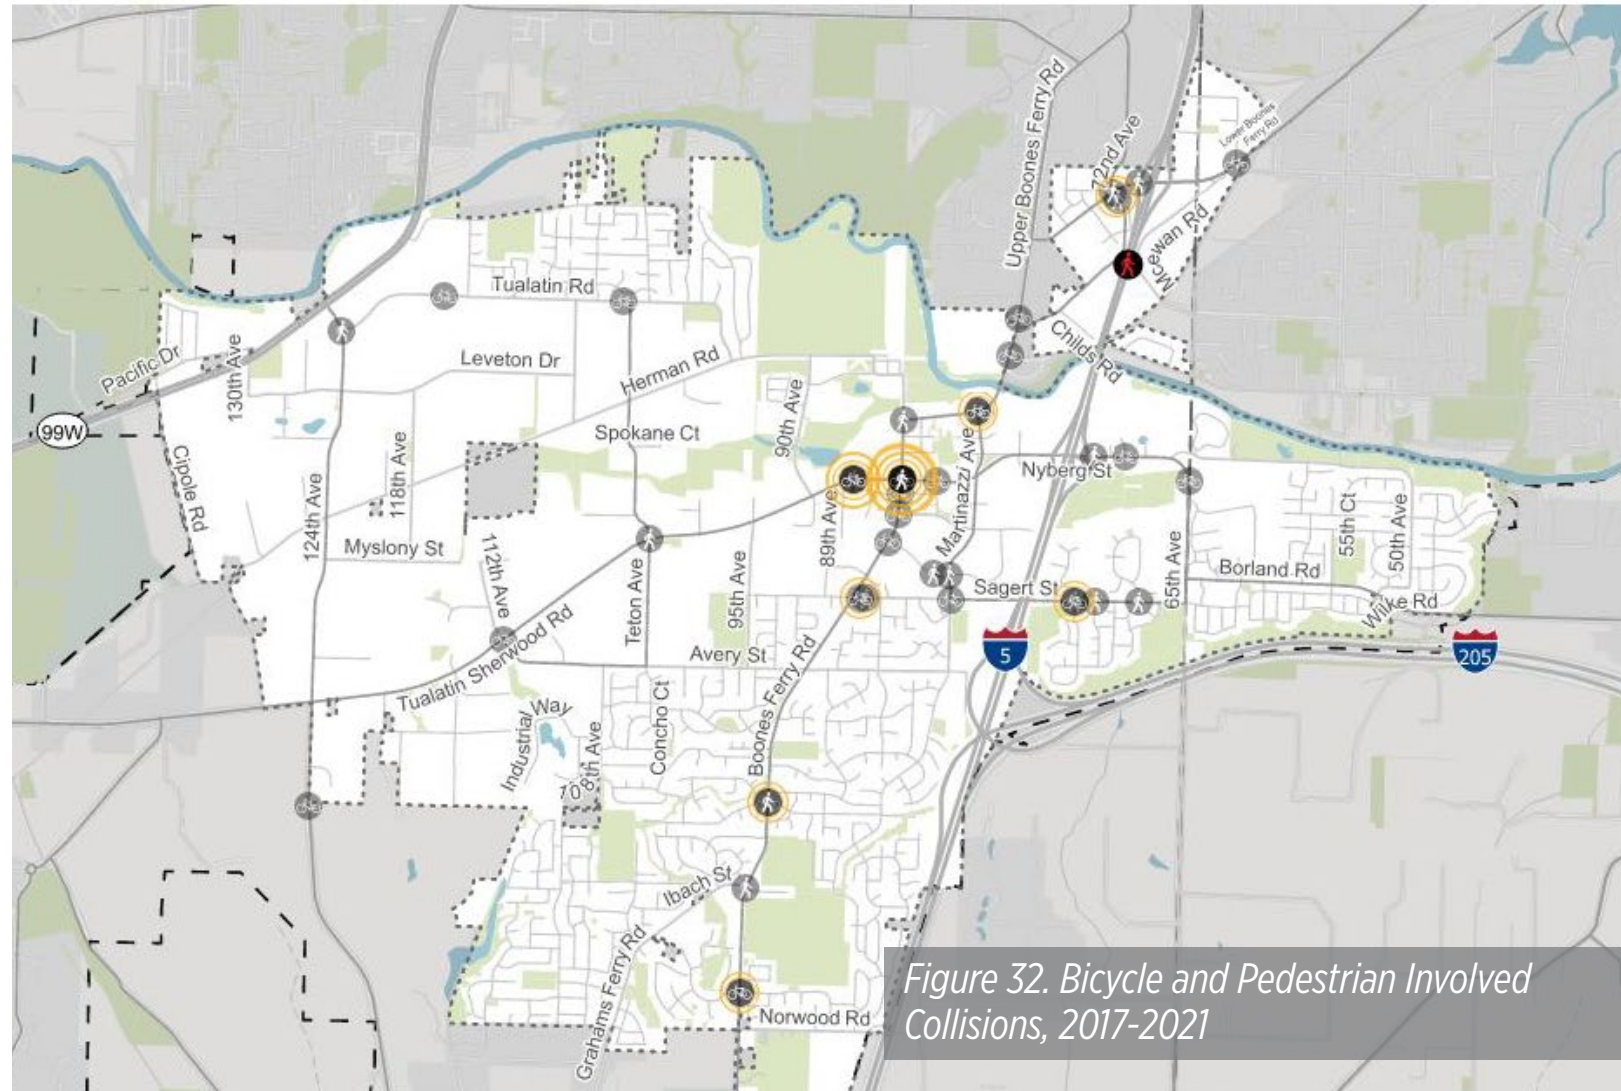 Upper Boones Ferry Rd
72nd Ave
Lower Boones
Ferry Rd
Mcewan Rd
Tualatin Rd
Childs Rd
Pacific Dr
130th Ave
Leveton Dr
Herman Rd
99W
90th Ave
Spokane Ct
Cipole Rd
118th Ave
124th Ave
Martinazzi Ave
Nyberg St
89th Ave
55th Ct
50th Ave
Myslony St
112th Ave
Teton Ave
95th Ave
65th Ave
Borland Rd
Sagert St
Wilke Rd
5
205
Tualatin Sherwood Rd
Avery St
Boones Ferry Rd
Industrial Way
108th Ave
Concho Ct
Ibach St
Grahams Ferry Rd
Norwood Rd
Figure 32. Bicycle and Pedestrian Involved
Collisions, 2017-2021